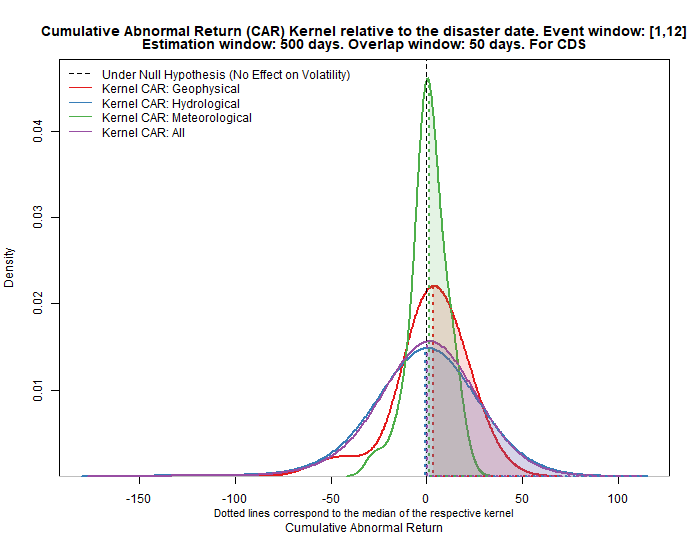 Cumulative Abnormal Return (CAR) Kernel relative to the disaster date. Event window: [1,12]
Estimation window: 500 days. Overlap window: 50 days. For CDS
Under Null Hypothesis (No Effect on Volatility)
Kernel CAR: Geophysical
Kernel CAR: Hydrological
Kernel CAR: Meteorological
Kernel CAR: All
Density
0.04
0.03
0.02
0.01
-150 -100 -50 0 50 100
Dotted lines correspond to the median of the respective kernel
Cumulative Abnormal Return